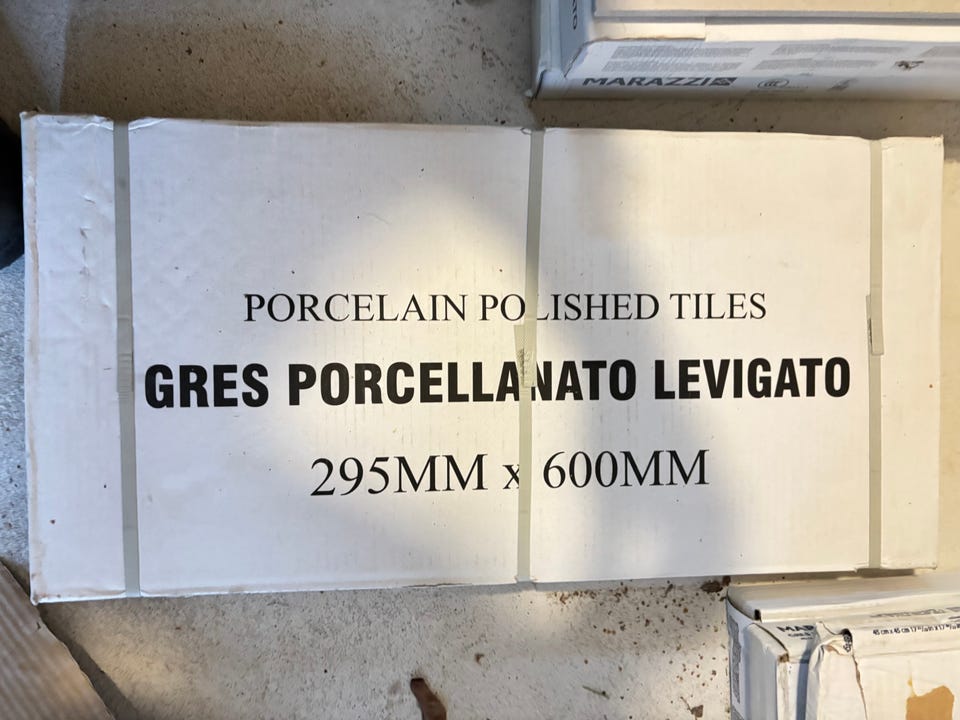 MARAZZI
PORCELAIN POLISHED TILES
GRES PORCELLANATO LEVIGATO
295MM x 600MM